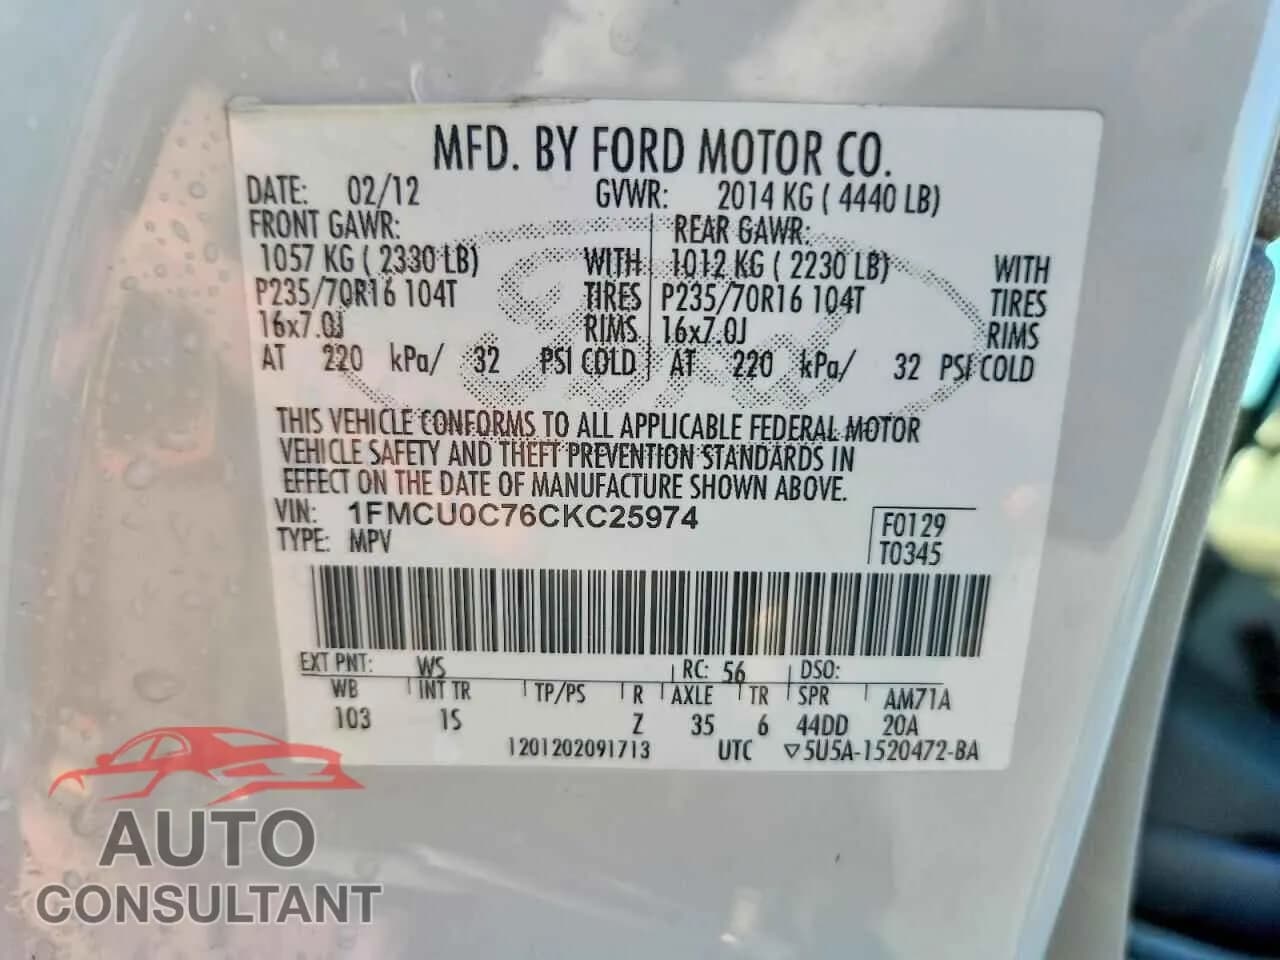 MFD. BY FORD MOTOR CO.
DATE: 02/12 GVWR: 2014 KG ( 4440 LB)
FRONT GAWR: REAR GAWR:
1057 KG ( 2330 LB) WITH 1012 KG ( 2230 LB) WITH
P235/70R16 104T TIRES P235/70R16 104T TIRES
16x7.0J RIMS 16x7.0J RIMS
AT 220 kPa/ 32 PSI COLD AT 220 kPa/ 32 PSI COLD
THIS VEHICLE CONFORMS TO ALL APPLICABLE FEDERAL MOTOR
VEHICLE SAFETY AND THEFT PREVENTION STANDARDS IN
EFFECT ON THE DATE OF MANUFACTURE SHOWN ABOVE.
VIN: 1FMCU0C76CKC25974 F0129
TYPE: MPV T0345
EXT PNT: WS RC: 56 DSO:
WB INT TR TP/PS R AXLE TR SPR AM71A
103 1S Z 35 6 44DD 20A
1201202091713 UTC ▽5U5A-1520472-BA
AUTO
CONSULTANT